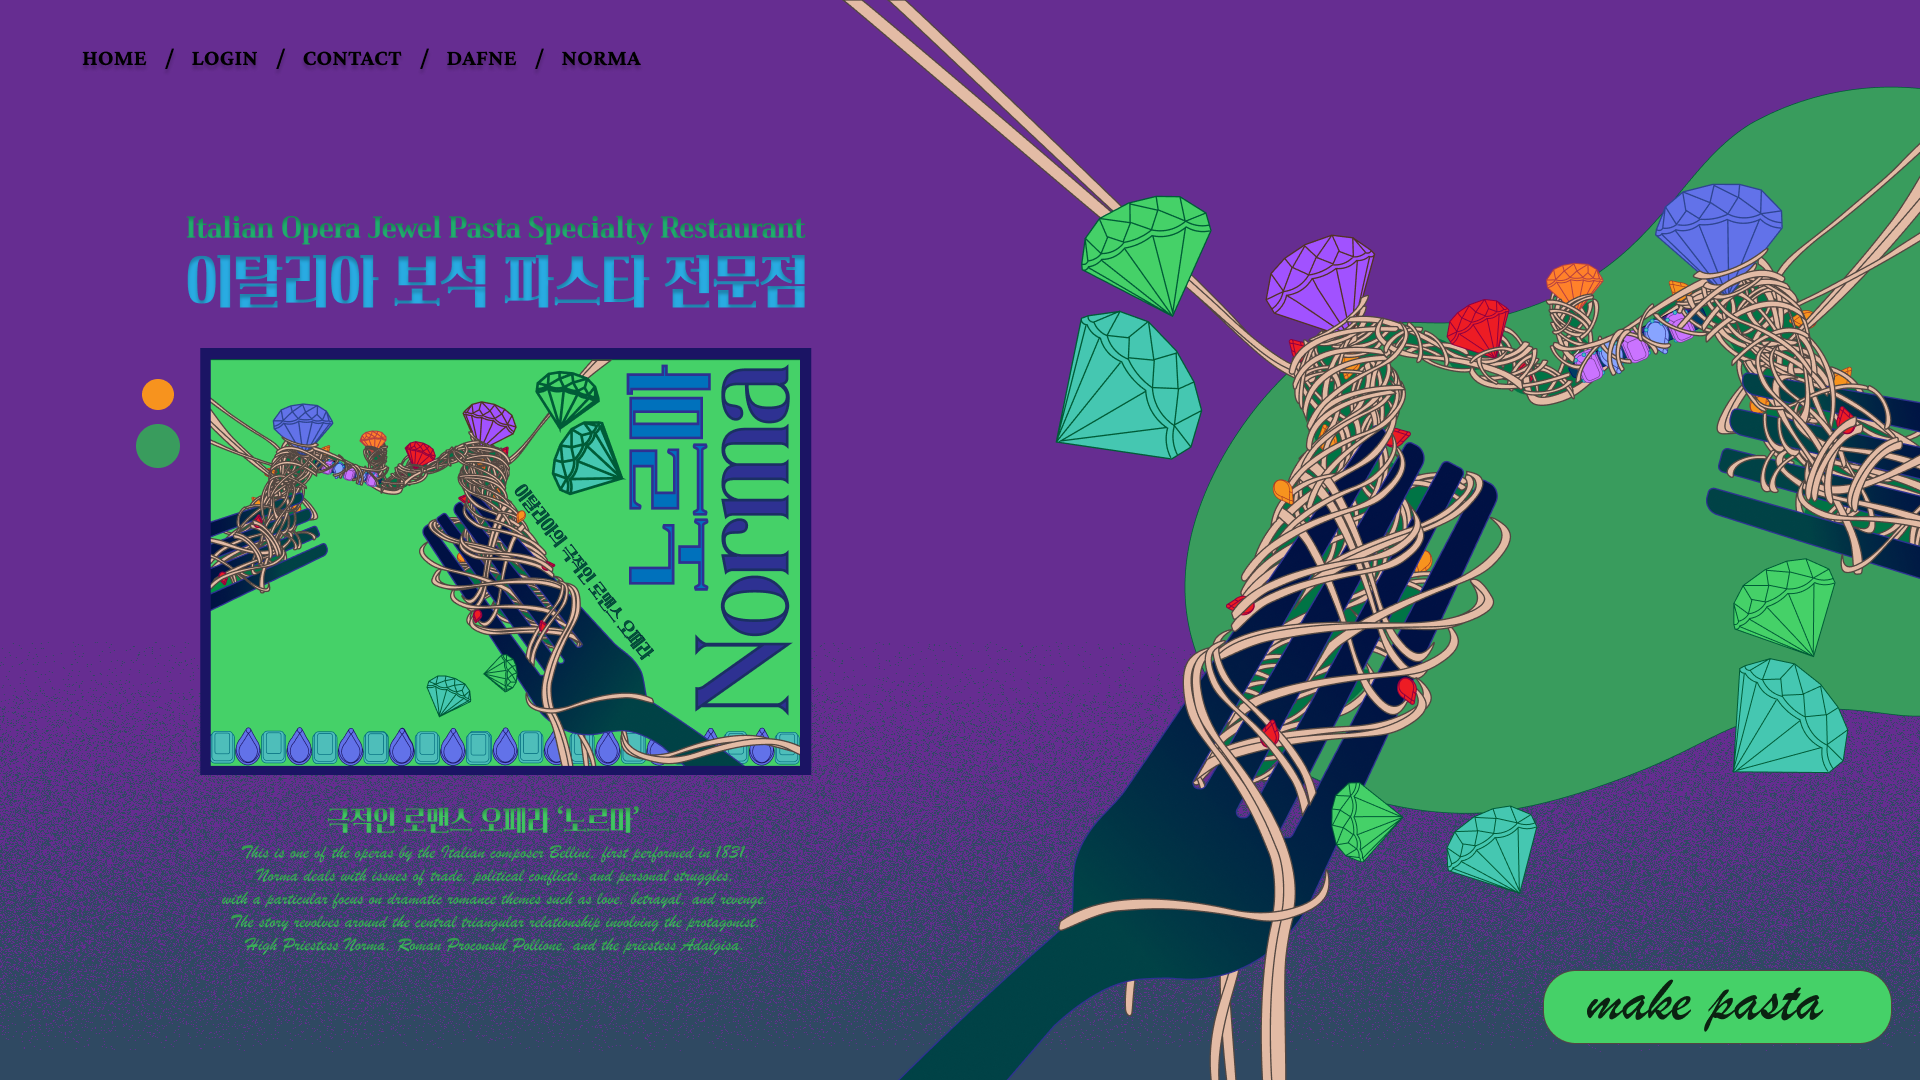 HOME / LOGIN / CONTACT / DAFNE / NORMA
Italian Opera Jewel Pasta Specialty Restaurant
이탈리아 보석 파스타 전문점
노리마
Norma
이탈리아의 극적인 로맨스 오페라
극적인 로맨스 오페라 ‘노르마’
This is one of the operas by the Italian composer Bellini, first performed in 1831.
Norma deals with issues of trade, political conflicts, and personal struggles,
with a particular focus on dramatic romance themes such as love, betrayal, and revenge.
The story revolves around the central triangular relationship involving the protagonist,
High Priestess Norma, Roman Proconsul Pollione, and the priestess Adalgisa.
make pasta